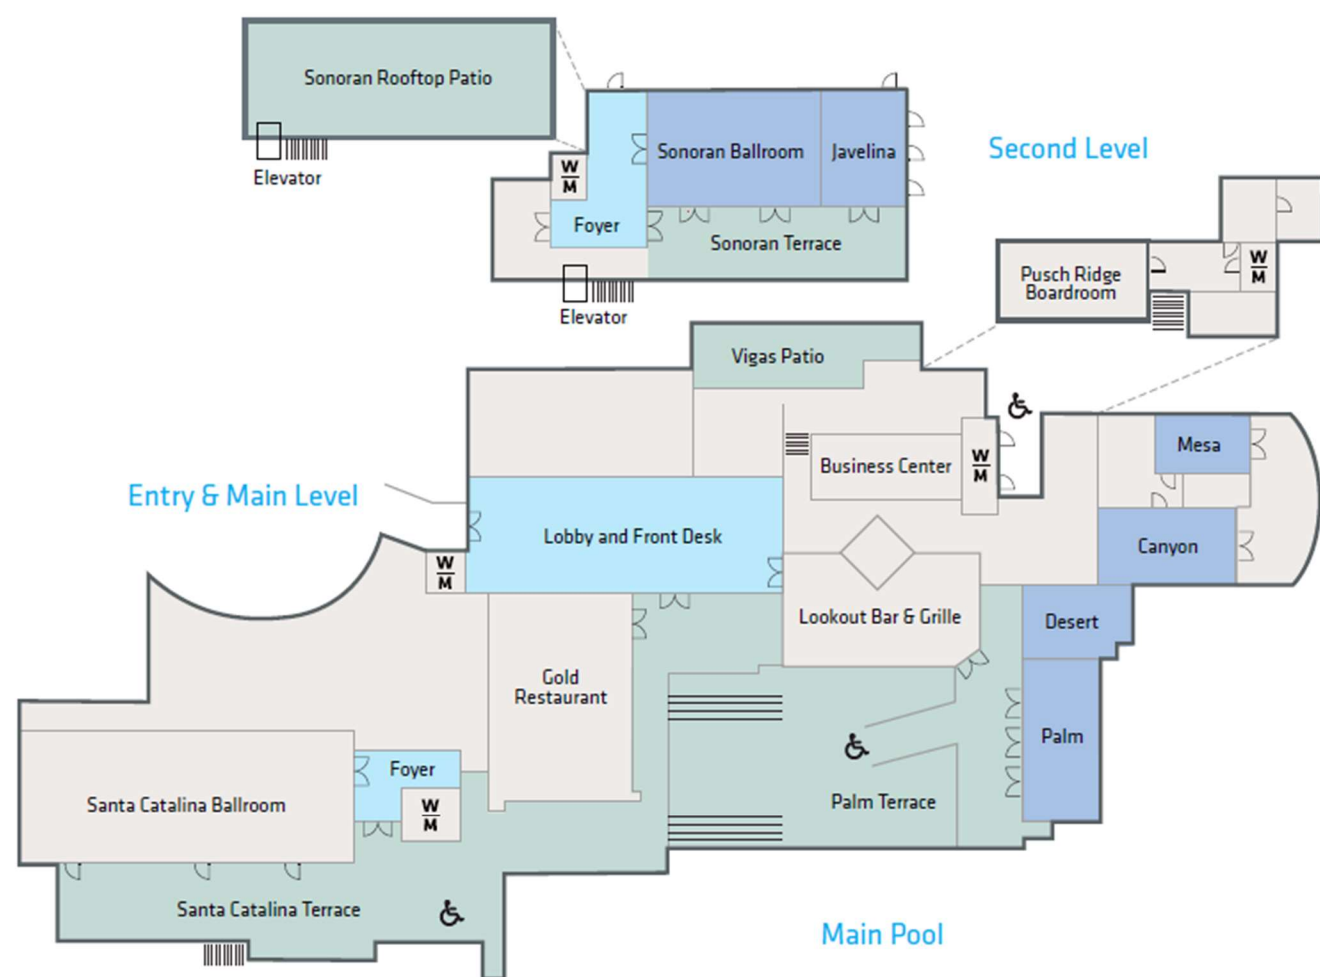 Sonoran Rooftop Patio
Elevator
Sonoran Ballroom
Javelina
W
M
Foyer
Sonoran Terrace
Elevator
Second Level
Pusch Ridge
Boardroom
W
M
Vigas Patio
Business Center
W
M
Mesa
Entry & Main Level
Lobby and Front Desk
Canyon
W
M
Lookout Bar & Grille
Desert
Gold
Restaurant
Palm
Foyer
Santa Catalina Ballroom
W
M
Palm Terrace
Santa Catalina Terrace
Main Pool